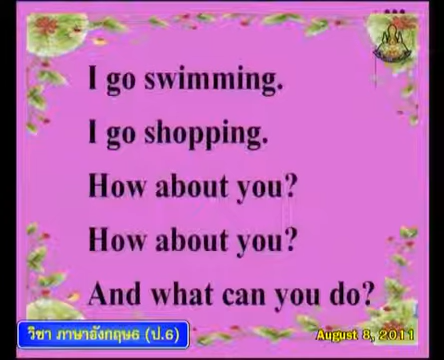 I go swimming.
I go shopping.
How about you?
How about you?
And what can you do?
วิชา ภาษาอังกฤษ6 (ป.6)
August 8, 2011